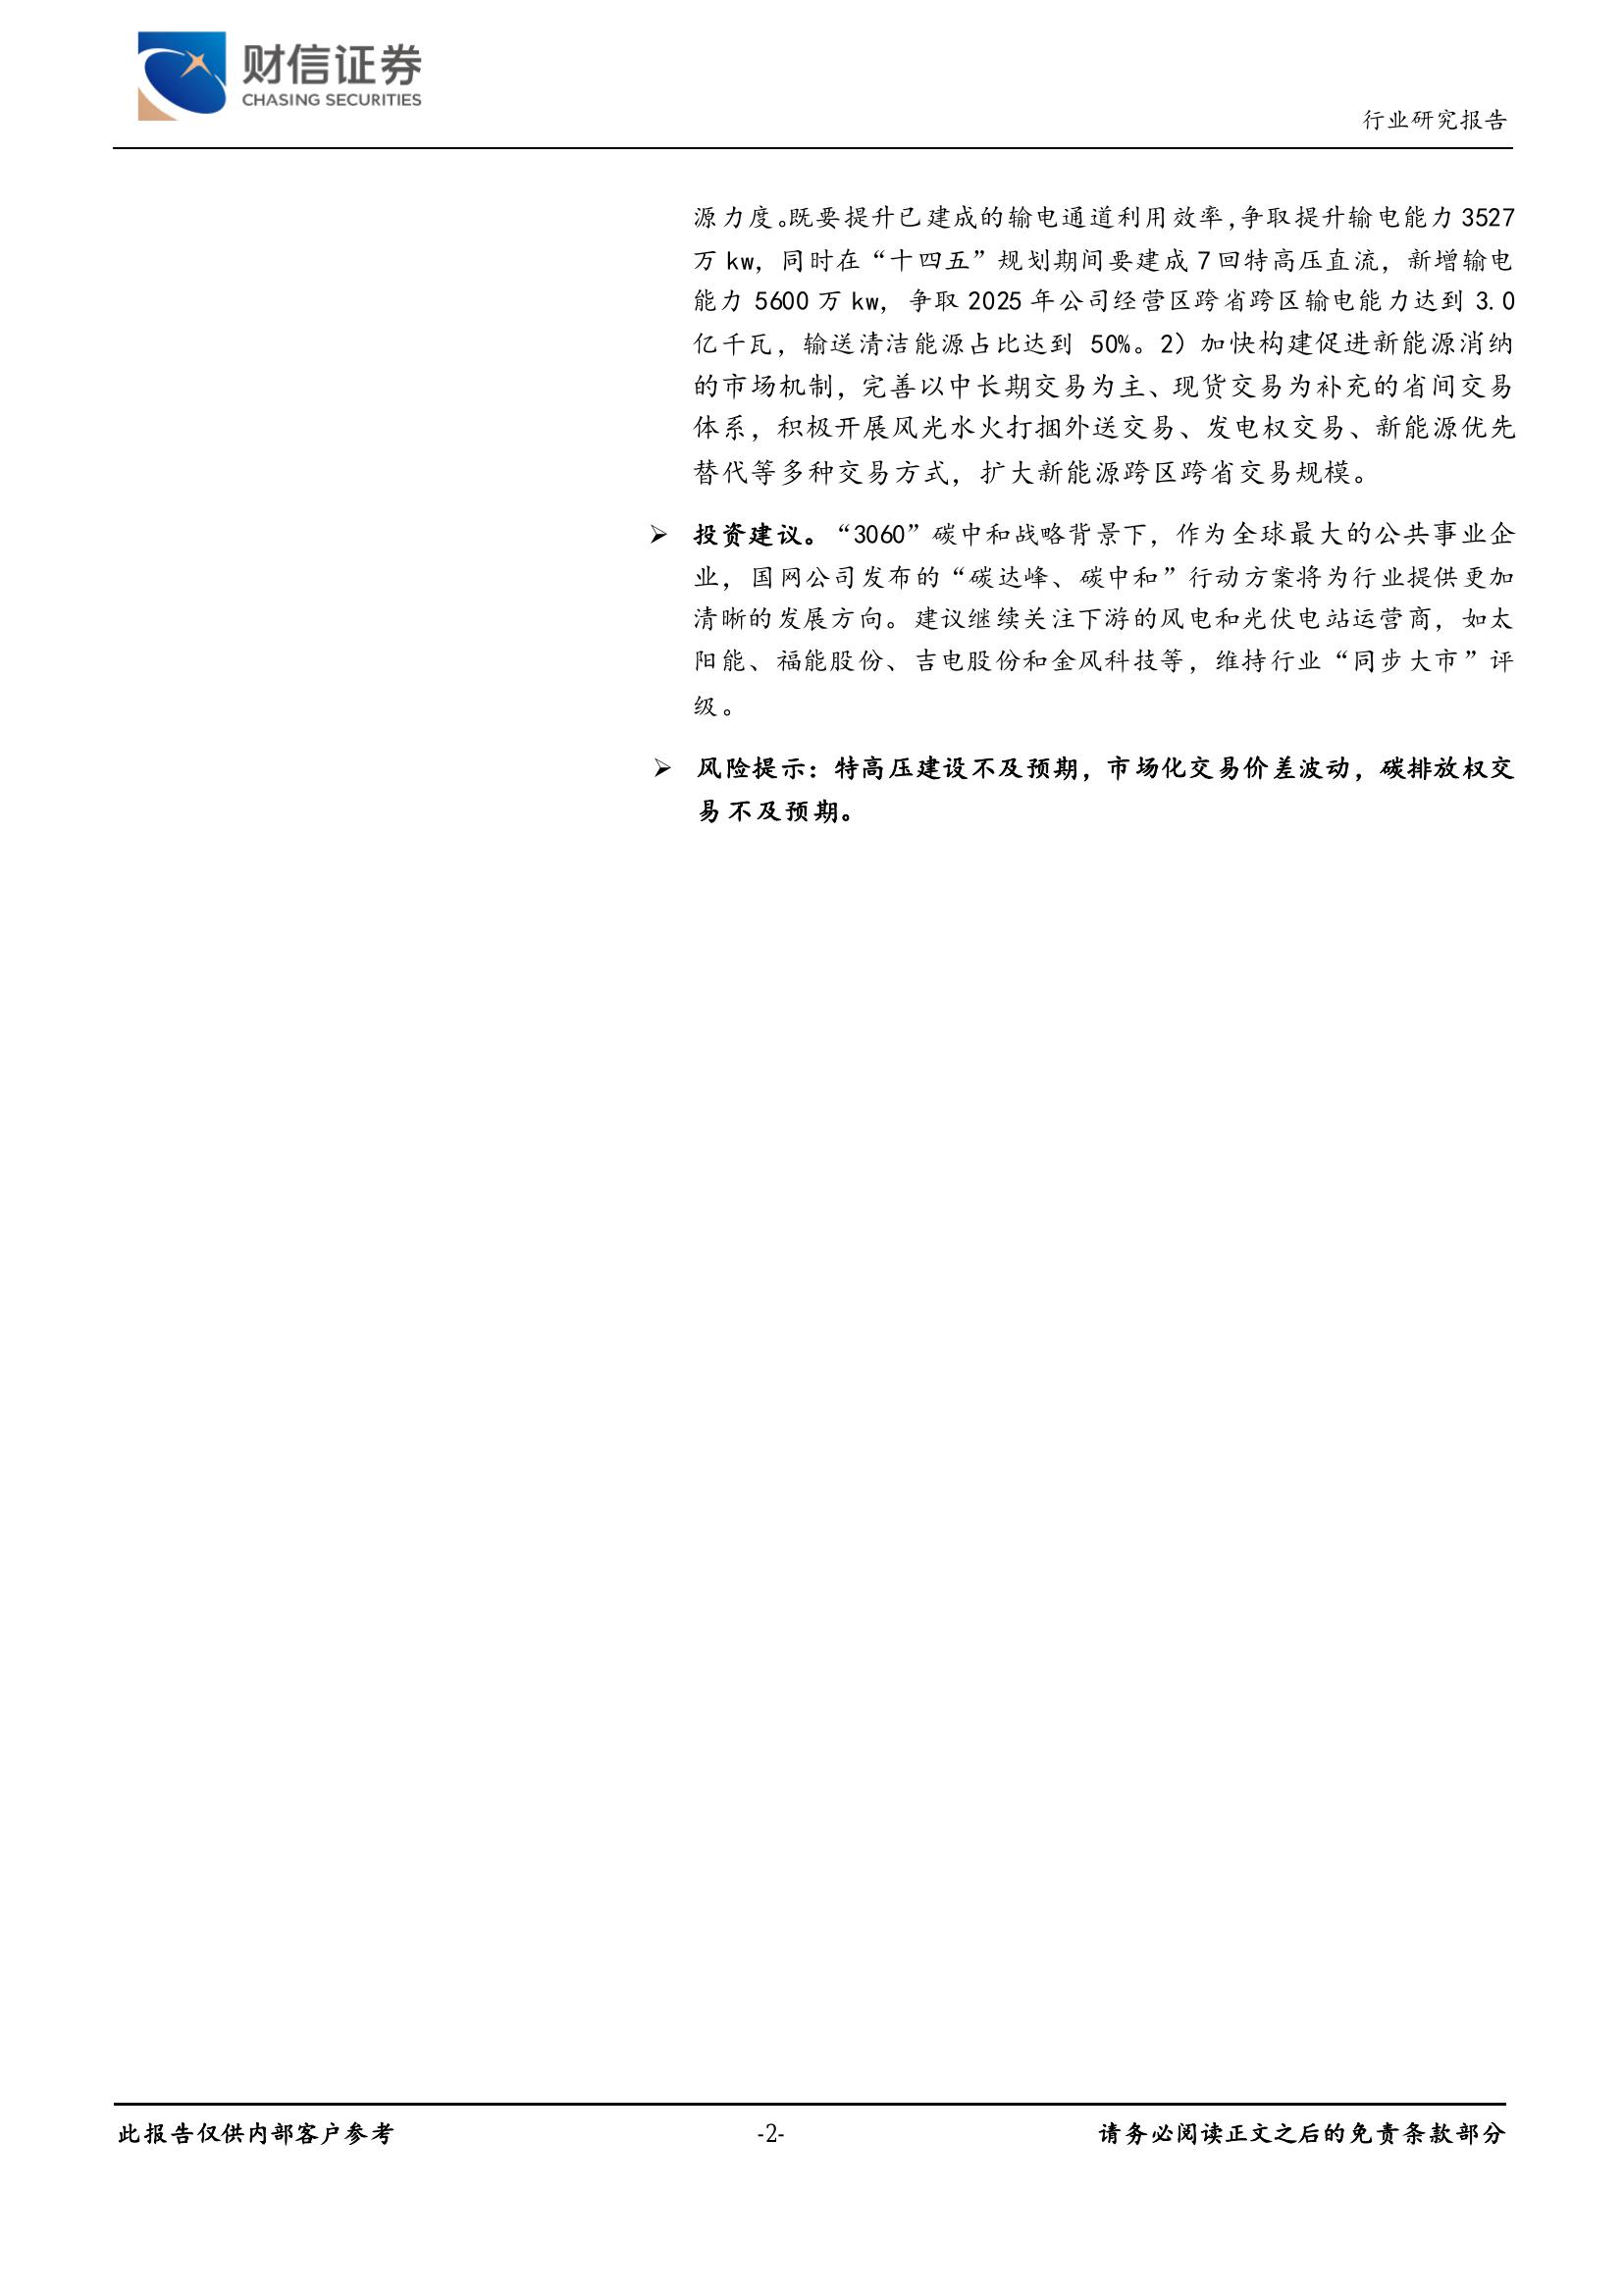 财信证券
CHASING SECURITIES
行业研究报告
源力度。既要提升已建成的输电通道利用效率,争取提升输电能力 3527
万 kw，同时在“十四五”规划期间要建成 7 回特高压直流，新增输电
能力 5600 万 kw，争取 2025 年公司经营区跨省跨区输电能力达到 3.0
亿千瓦，输送清洁能源占比达到 50%。2）加快构建促进新能源消纳
的市场机制，完善以中长期交易为主、现货交易为补充的省间交易
体系，积极开展风光水火打捆外送交易、发电权交易、新能源优先
替代等多种交易方式，扩大新能源跨区跨省交易规模。
➢ 投资建议。“3060”碳中和战略背景下，作为全球最大的公共事业企
业，国网公司发布的“碳达峰、碳中和”行动方案将为行业提供更加
清晰的发展方向。建议继续关注下游的风电和光伏电站运营商，如太
阳能、福能股份、吉电股份和金风科技等，维持行业“同步大市”评
级。
➢ 风险提示：特高压建设不及预期，市场化交易价差波动，碳排放权交
易不及预期。
此报告仅供内部客户参考
-2-
请务必阅读正文之后的免责条款部分